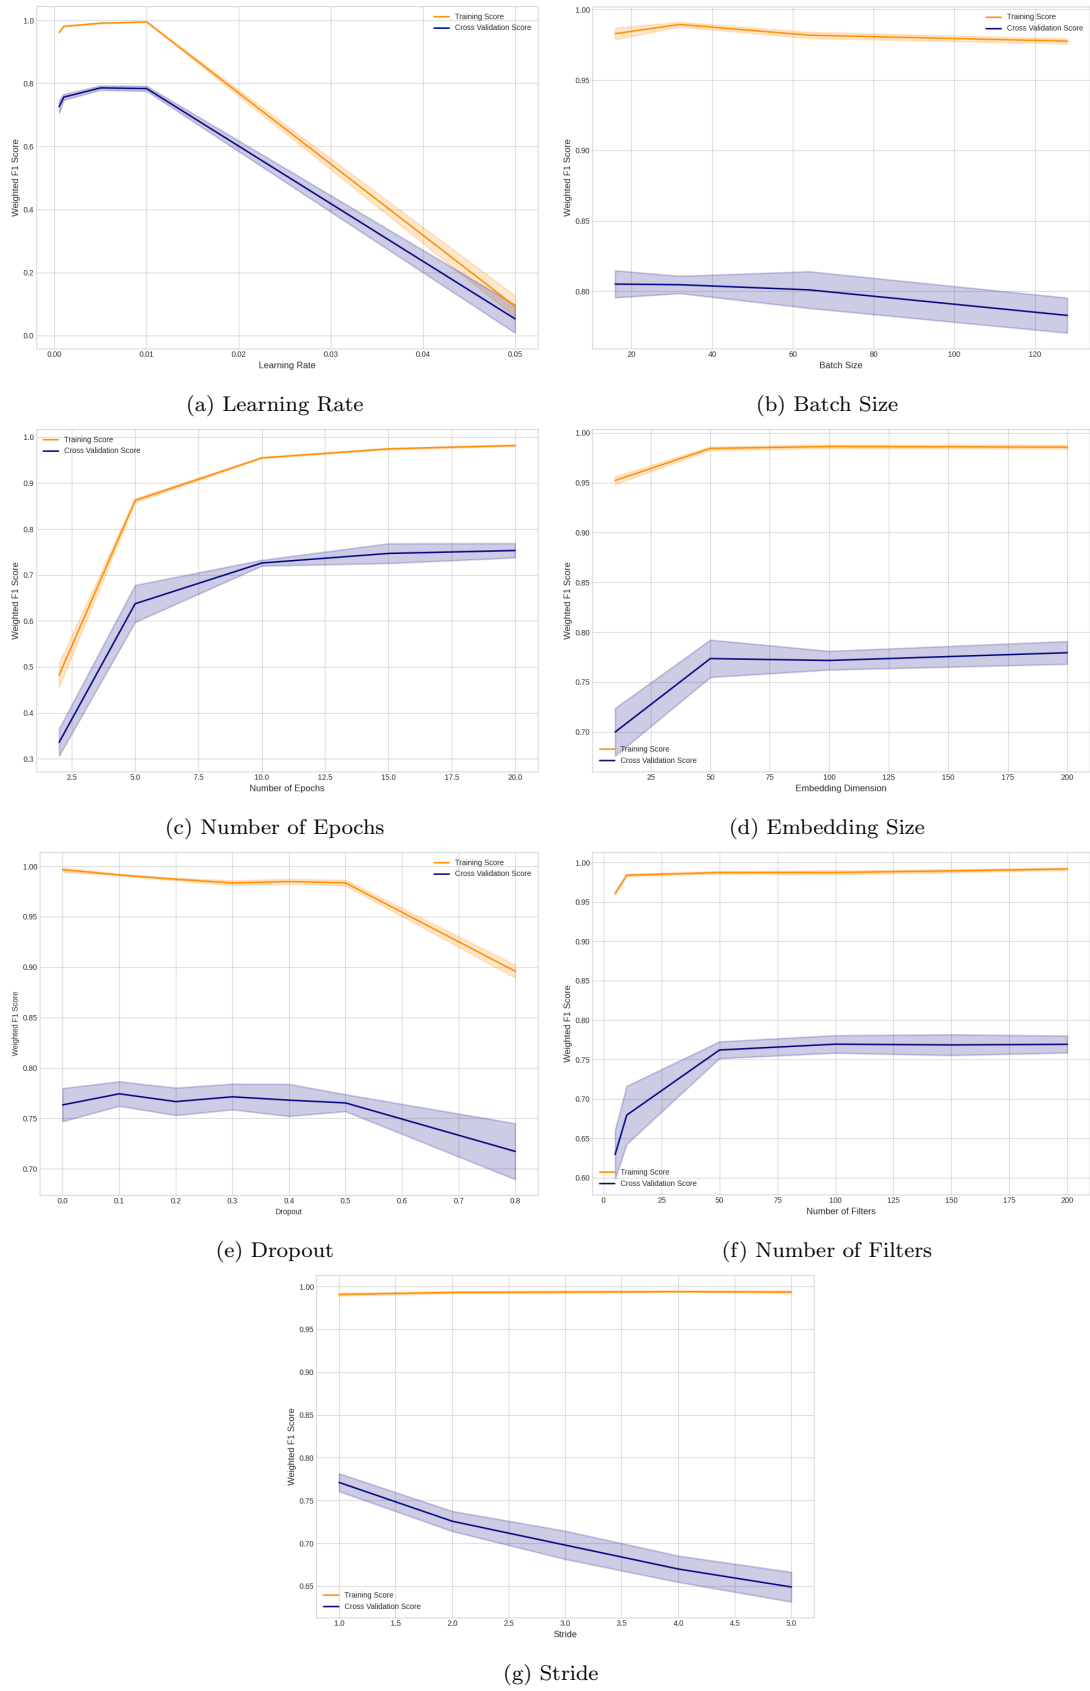 Training Score
Cross Validation Score
1.0
0.8
0.6
0.4
0.2
0.0
Weighted F1 Score
0.00 0.01 0.02 0.03 0.04 0.05
Learning Rate
(a) Learning Rate
Training Score
Cross Validation Score
1.00
0.95
0.90
0.85
0.80
Weighted F1 Score
20 40 60 80 100 120
Batch Size
(b) Batch Size
Training Score
Cross Validation Score
1.0
0.9
0.8
0.7
0.6
0.5
0.4
0.3
Weighted F1 Score
2.5 5.0 7.5 10.0 12.5 15.0 17.5 20.0
Number of Epochs
(c) Number of Epochs
1.00
0.95
0.90
0.85
0.80
0.75
0.70
Weighted F1 Score
Training Score
Cross Validation Score
25 50 75 100 125 150 175 200
Embedding Dimension
(d) Embedding Size
Training Score
Cross Validation Score
1.00
0.95
0.90
0.85
0.80
0.75
0.70
Weighted F1 Score
0.0 0.1 0.2 0.3 0.4 0.5 0.6 0.7 0.8
Dropout
(e) Dropout
1.00
0.95
0.90
0.85
0.80
0.75
0.70
0.65
0.60
Weighted F1 Score
Training Score
Cross Validation Score
0 25 50 75 100 125 150 175 200
Number of Filters
(f) Number of Filters
1.00
0.95
0.90
0.85
0.80
0.75
0.70
0.65
Weighted F1 Score
Training Score
Cross Validation Score
1.0 1.5 2.0 2.5 3.0 3.5 4.0 4.5 5.0
Stride
(g) Stride